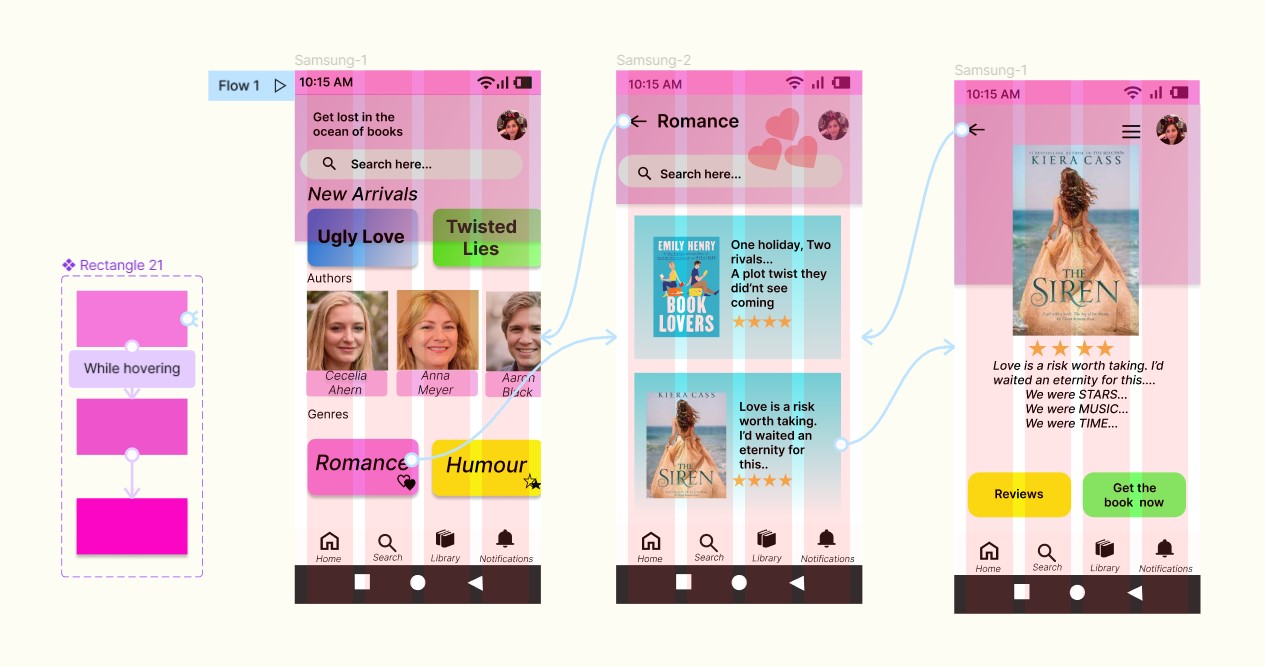 Samsung-1
Flow 1
10:15 AM
Get lost in the
ocean of books
Search here...
New Arrivals
Ugly Love
Twisted
Lies
Authors
Cecelia
Ahern
Anna
Meyer
Aaron
Black
Genres
Romance
Humour
Home
Search
Library
Notifications
Rectangle 21
While hovering
Samsung-2
10:15 AM
Romance
Search here...
EMILY HENRY
BOOK
LOVERS
One holiday, Two
rivals...
A plot twist they
did'nt see
coming
KIERA CASS
THE
SIREN
Love is a risk
worth taking.
I'd waited an
eternity for
this..
Home
Search
Library
Notifications
Samsung-1
10:15 AM
KIERA CASS
THE
SIREN
Love is a risk worth taking. I'd
waited an eternity for this....
We were STARS...
We were MUSIC...
We were TIME...
Reviews
Get the
book now
Home
Search
Library
Notifications